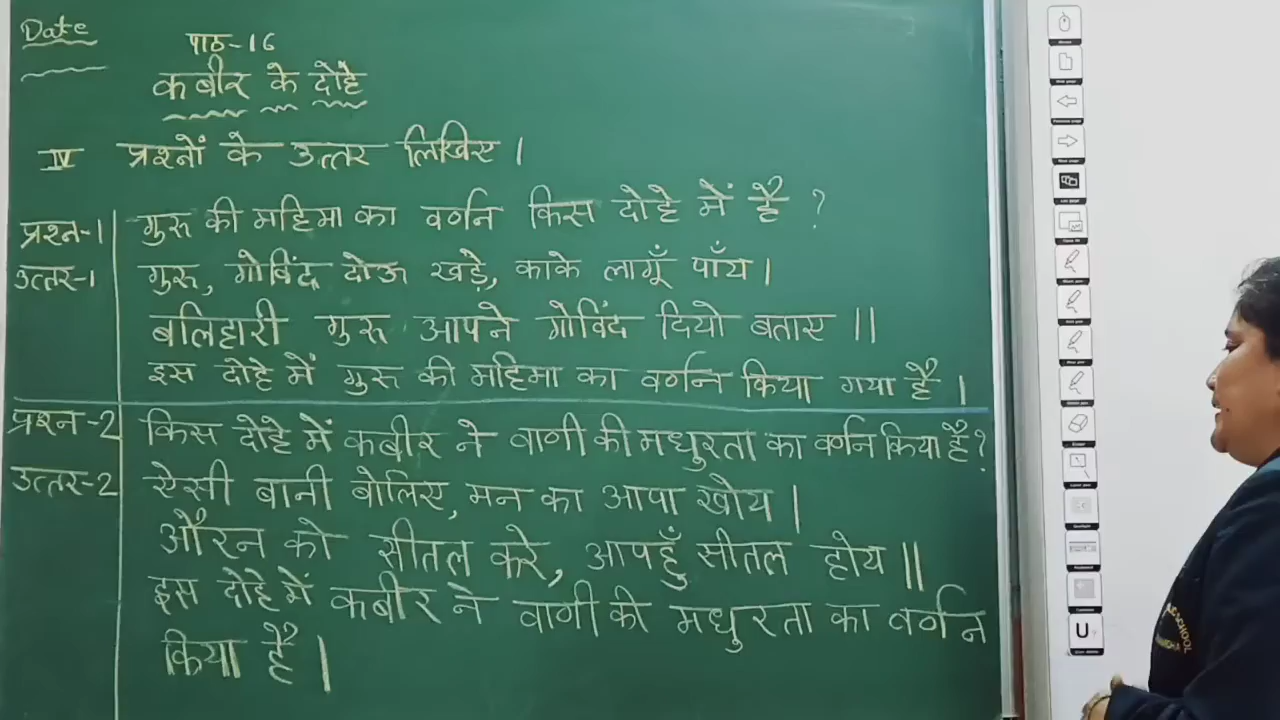 Date
पाठ-16
कबीर के दोहे
IV प्रश्नों के उत्तर लिखिए ।
प्रश्न-1 गुरु की महिमा का वर्णन किस दोहे में है ?
उत्तर-1 गुरु, गोविंद दोऊ खड़े, काके लागूँ पाँय ।
बलिहारी गुरु आपने गोविंद दियो बताए ||
इस दोहे में गुरु की महिमा का वर्णन किया गया है ।
प्रश्न-2 किस दोहे में कबीर ने वाणी की मधुरता का वर्णन किया है ?
उत्तर-2 ऐसी बानी बोलिए, मन का आपा खोय ।
औरन को सीतल करे, आपहुँ सीतल होय ||
इस दोहे में कबीर ने वाणी की मधुरता का वर्णन
किया है ।
SCHOOL